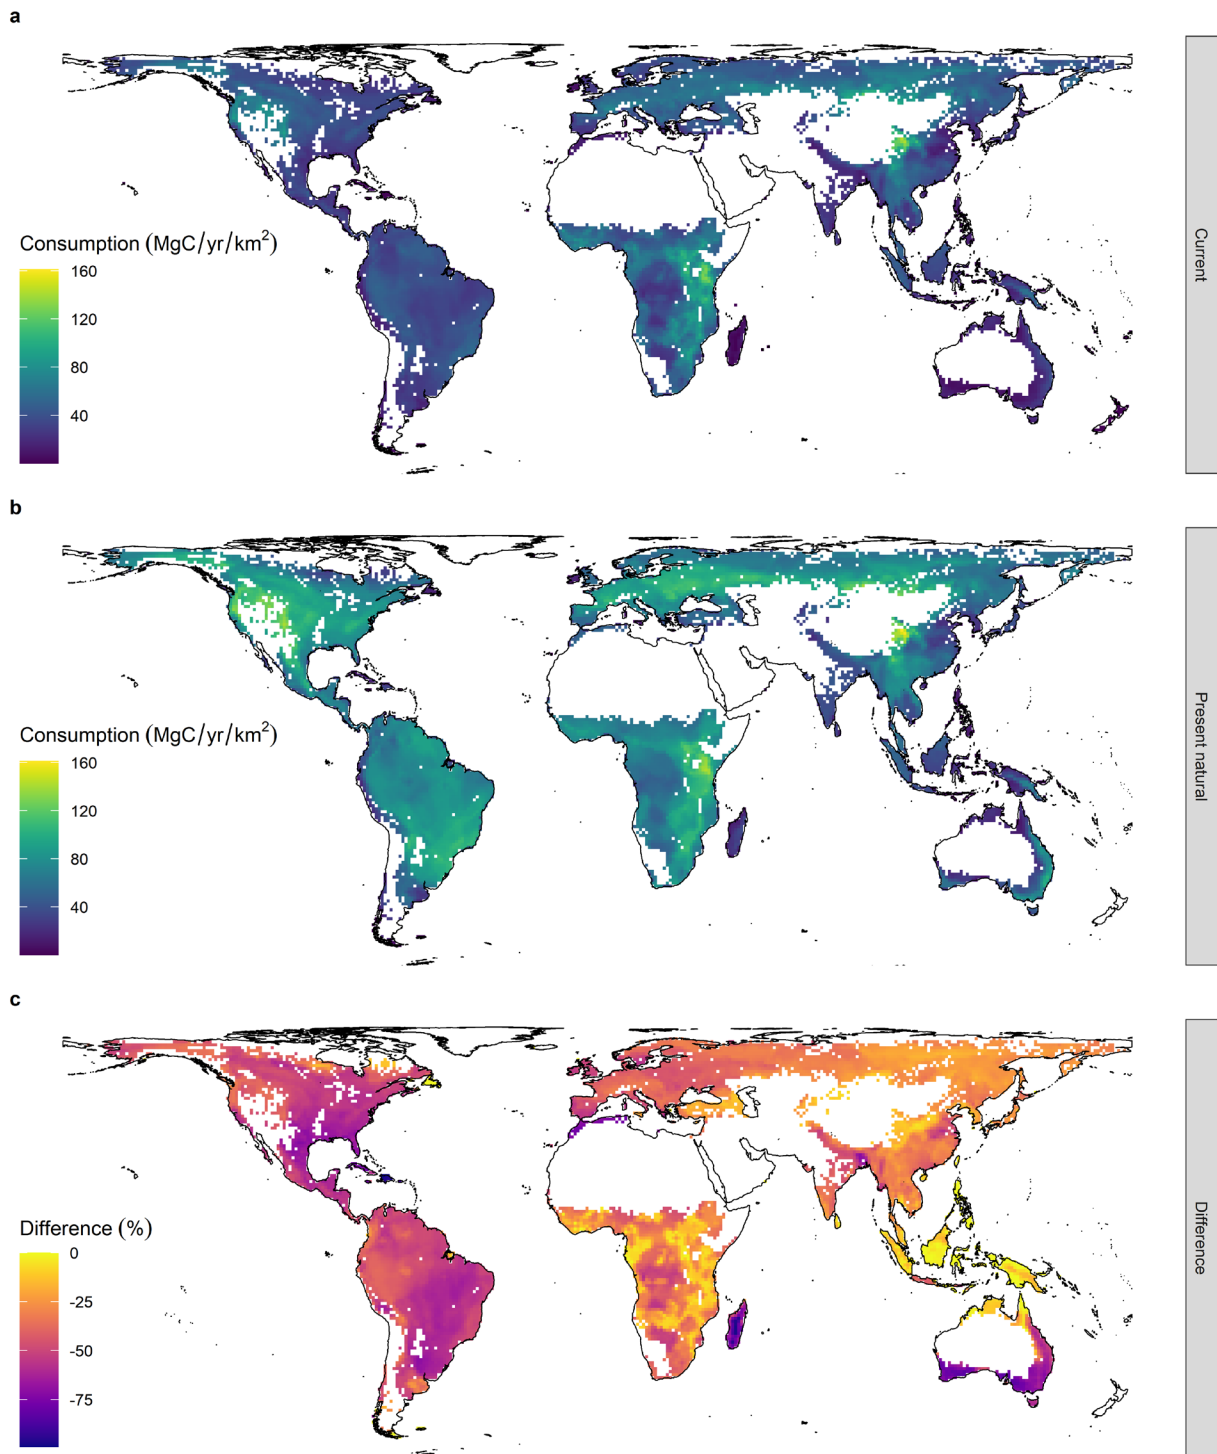 a
Consumption (MgC/yr/km²)
160
120
80
40
Current
b
Consumption (MgC/yr/km²)
160
120
80
40
Present natural
c
Difference (%)
0
-25
-50
-75
Difference